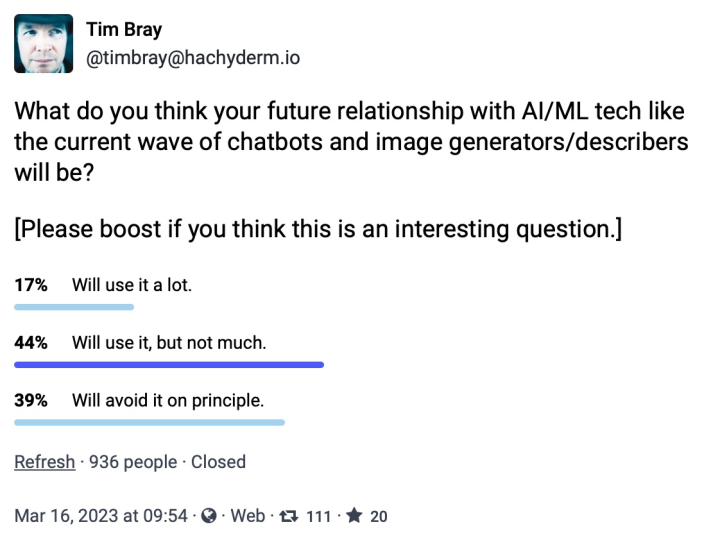 Tim Bray
@timbray@hachyderm.io
What do you think your future relationship with AI/ML tech like
the current wave of chatbots and image generators/describers
will be?
[Please boost if you think this is an interesting question.]
17% Will use it a lot.
44% Will use it, but not much.
39% Will avoid it on principle.
Refresh · 936 people · Closed
Mar 16, 2023 at 09:54 · · Web · 111 · 20